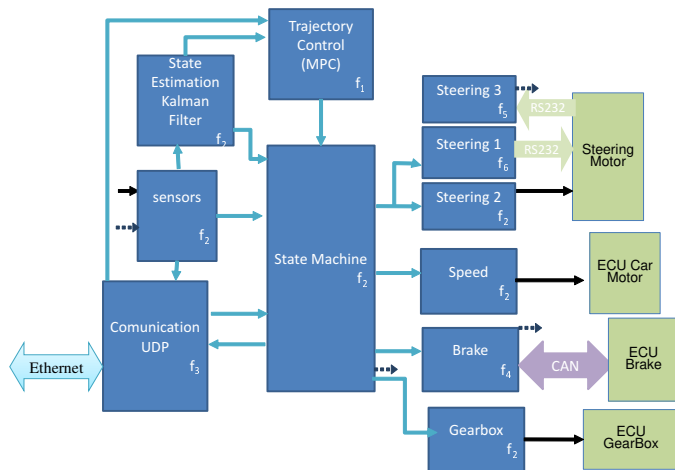 Trajectory
Control
(MPC)
f1
State
Estimation
Kalman
Filter
f2
sensors
f2
Comunication
UDP
f3
Ethernet
State Machine
f2
Steering 3
f5
RS232
Steering 1
f6
RS232
Steering 2
f2
Steering
Motor
Speed
f2
ECU Car
Motor
Brake
f4
CAN
ECU
Brake
Gearbox
f2
ECU
GearBox